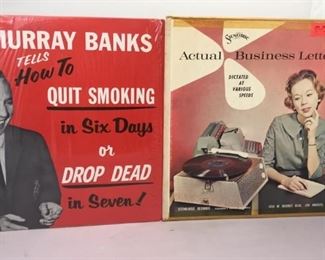 MURRAY BANKS
TELLS
How To
QUIT SMOKING
in Six Days
or
DROP DEAD
in Seven!
Actual Business Lette
DICTATED AT
VARIOUS
SPEEDS